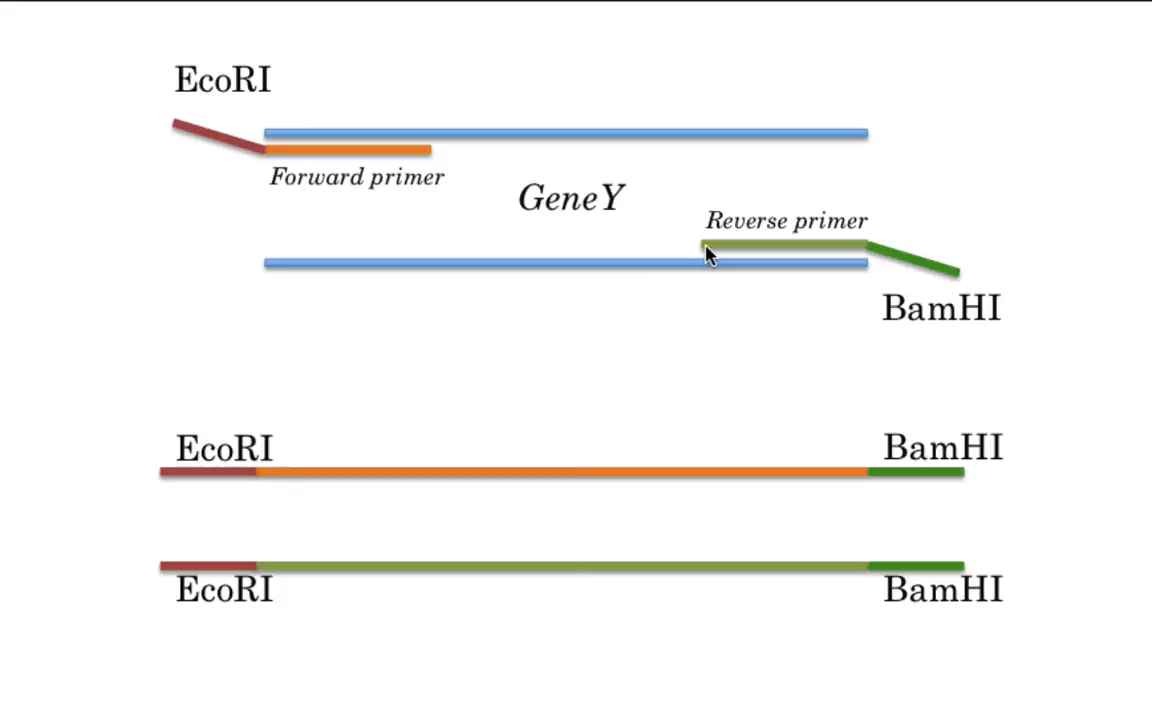 EcoRI
Forward primer
GeneY
Reverse primer
BamHI
EcoRI
BamHI
EcoRI
BamHI